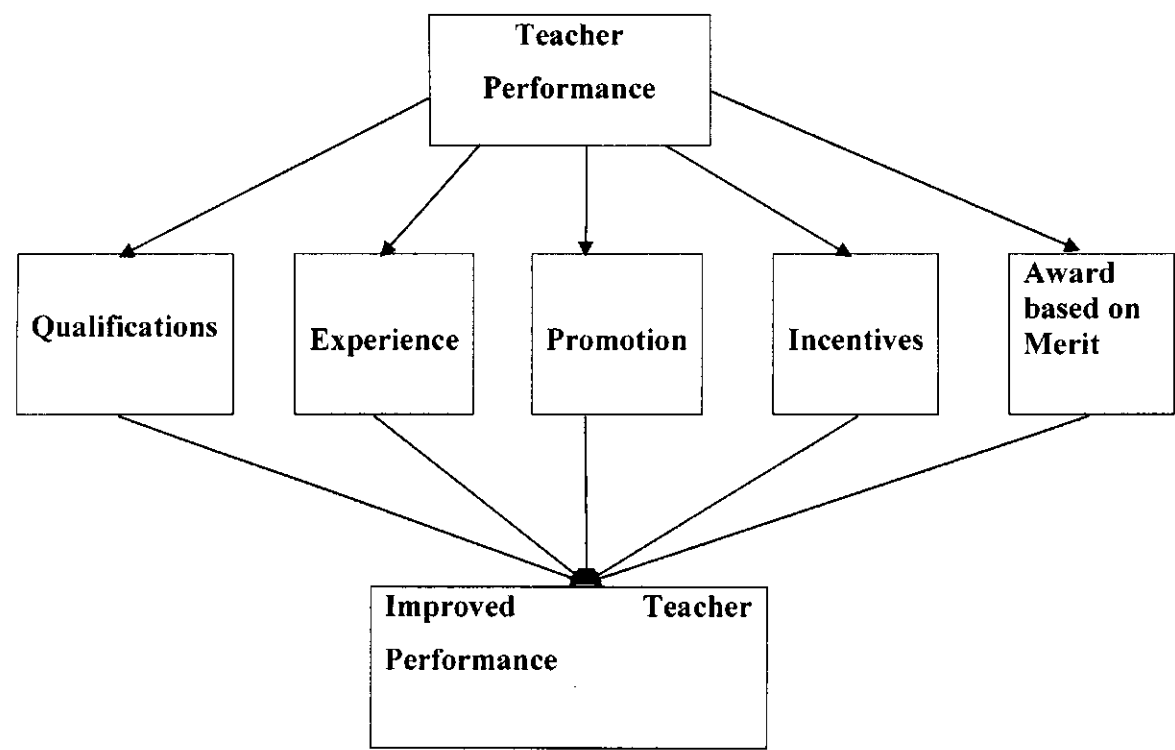 Teacher
Performance
Qualifications
Experience
Promotion
Incentives
Award
based on
Merit
Improved Teacher
Performance